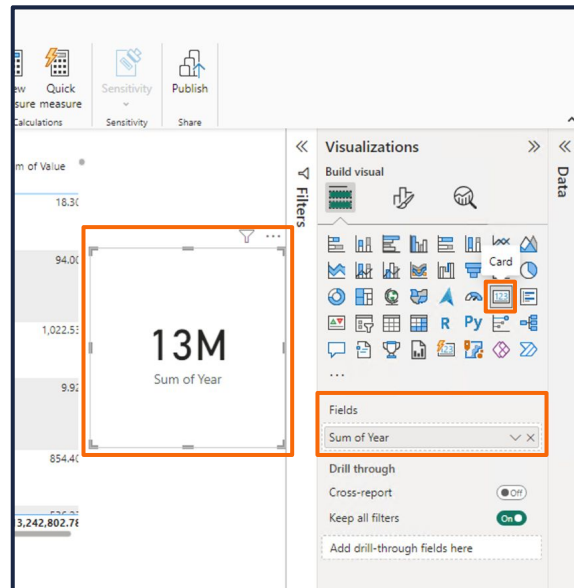 ew Quick
sure measure
Sensitivity
Publish
Calculations
Sensitivity
Share
m of Value
18.30
94.00
1,022.53
9.92
854.40
3,242,802.78
13M
Sum of Year
Filters
Visualizations
Build visual
Card
123
R Py
123
...
Fields
Sum of Year
Drill through
Cross-report
Off
Keep all filters
On
Add drill-through fields here
Data